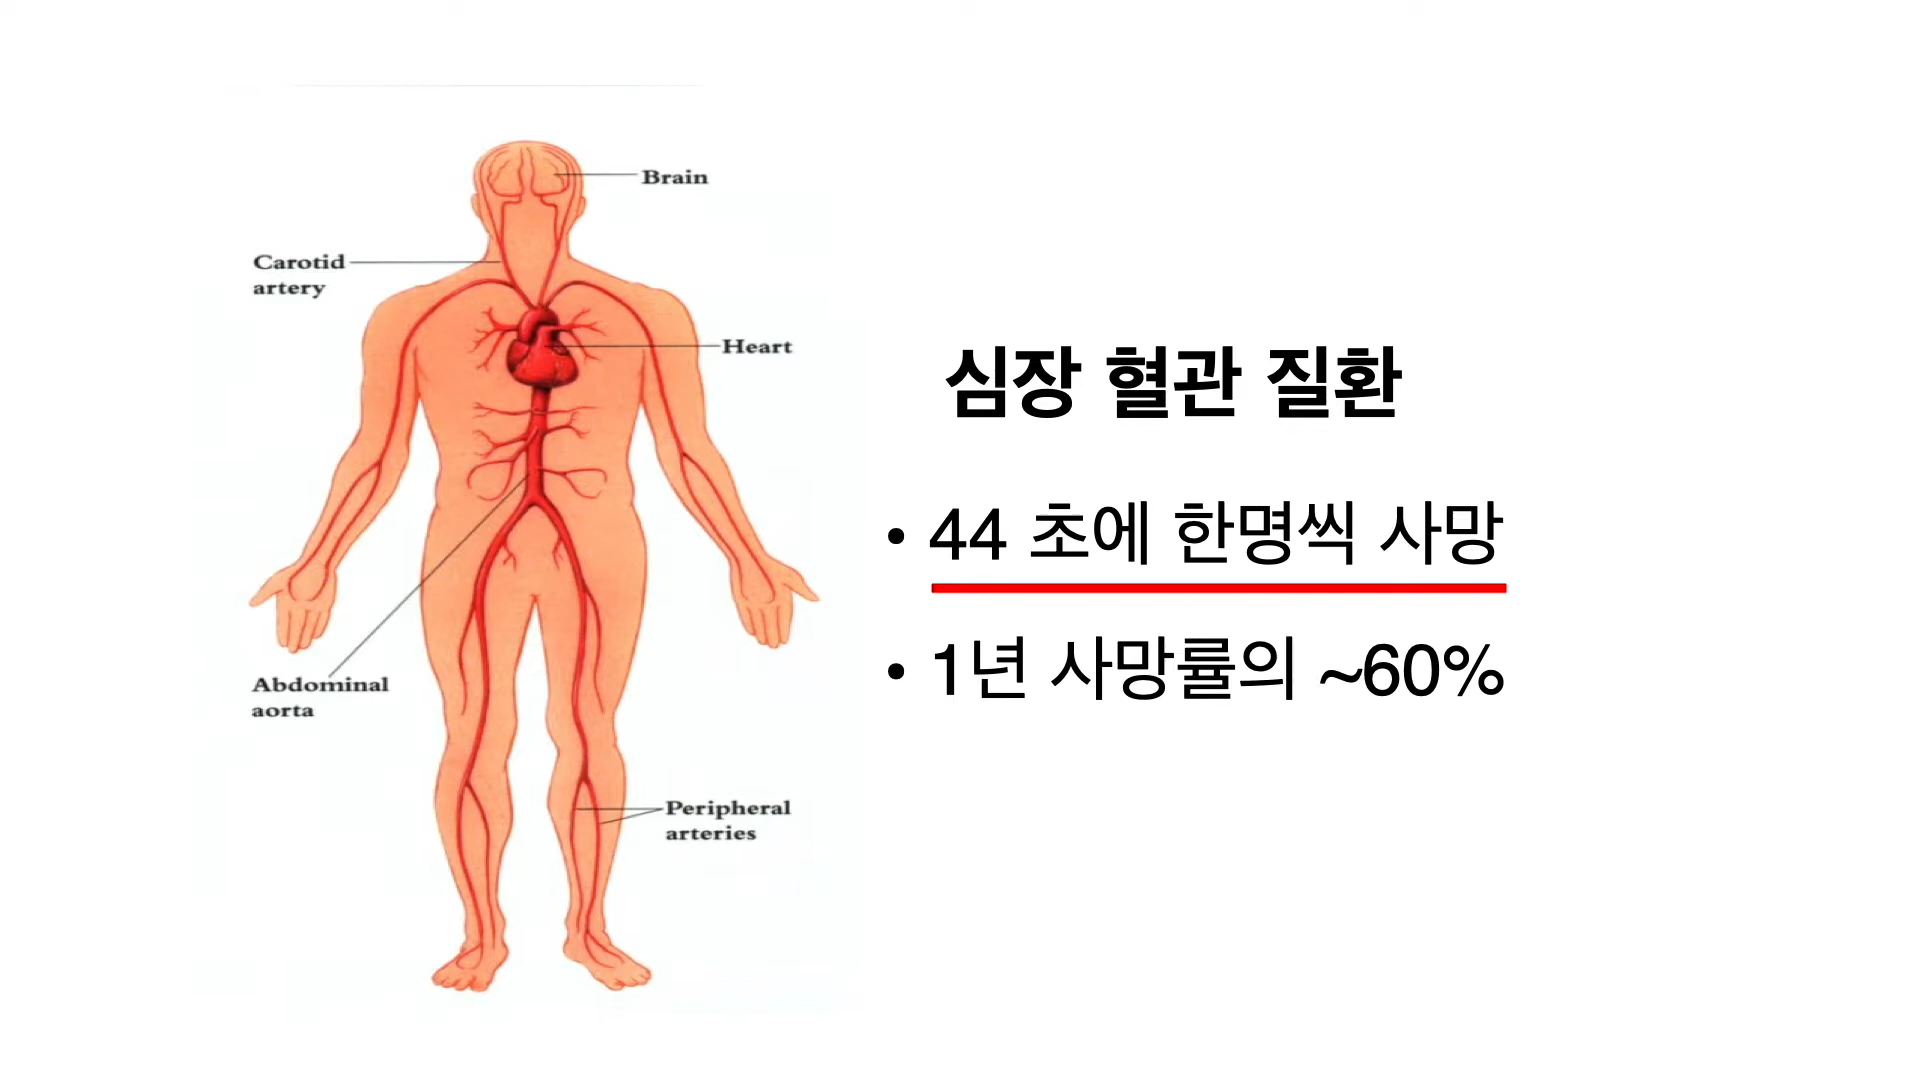 Brain
Carotid
artery
Heart
심장 혈관 질환
• 44 초에 한명씩 사망
• 1년 사망률의 ~60%
Abdominal
aorta
Peripheral
arteries